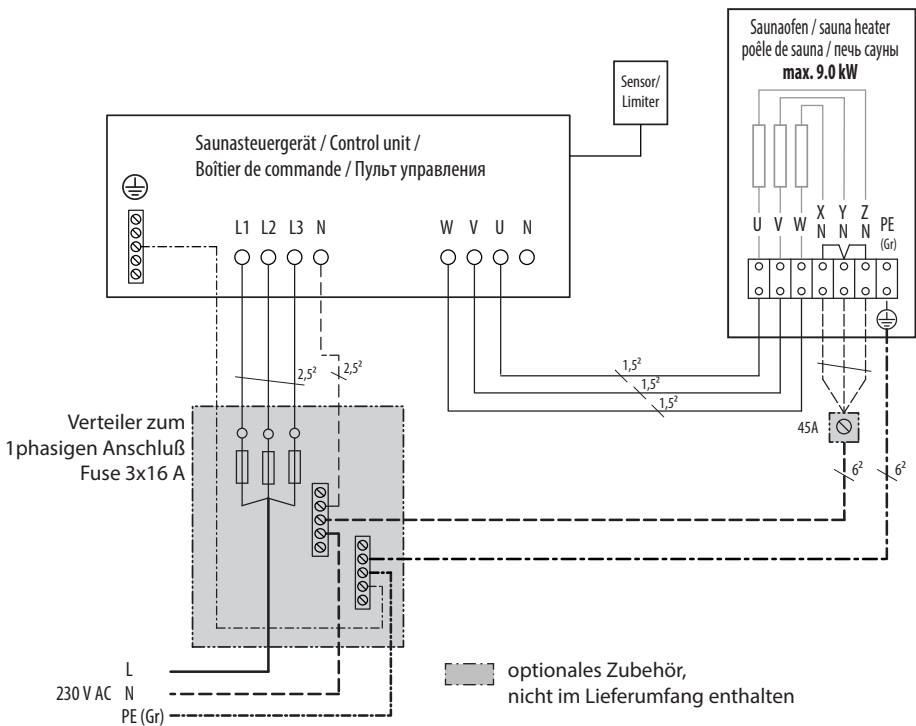 Saunaofen / sauna heater
poêle de sauna / печь сауны
max. 9.0 kW
Sensor/
Limiter
Saunasteuergerät / Control unit /
Boîtier de commande / Пульт управления
L1 L2 L3 N
W V U N
U V W X Y Z PE
N N N (Gr)
2,5²
2,5²
1,5²
1,5²
1,5²
Verteiler zum
1phasigen Anschluß
Fuse 3x16 A
45A
6²
6²
L
230 V AC N
PE (Gr)
optionales Zubehör,
nicht im Lieferumfang enthalten